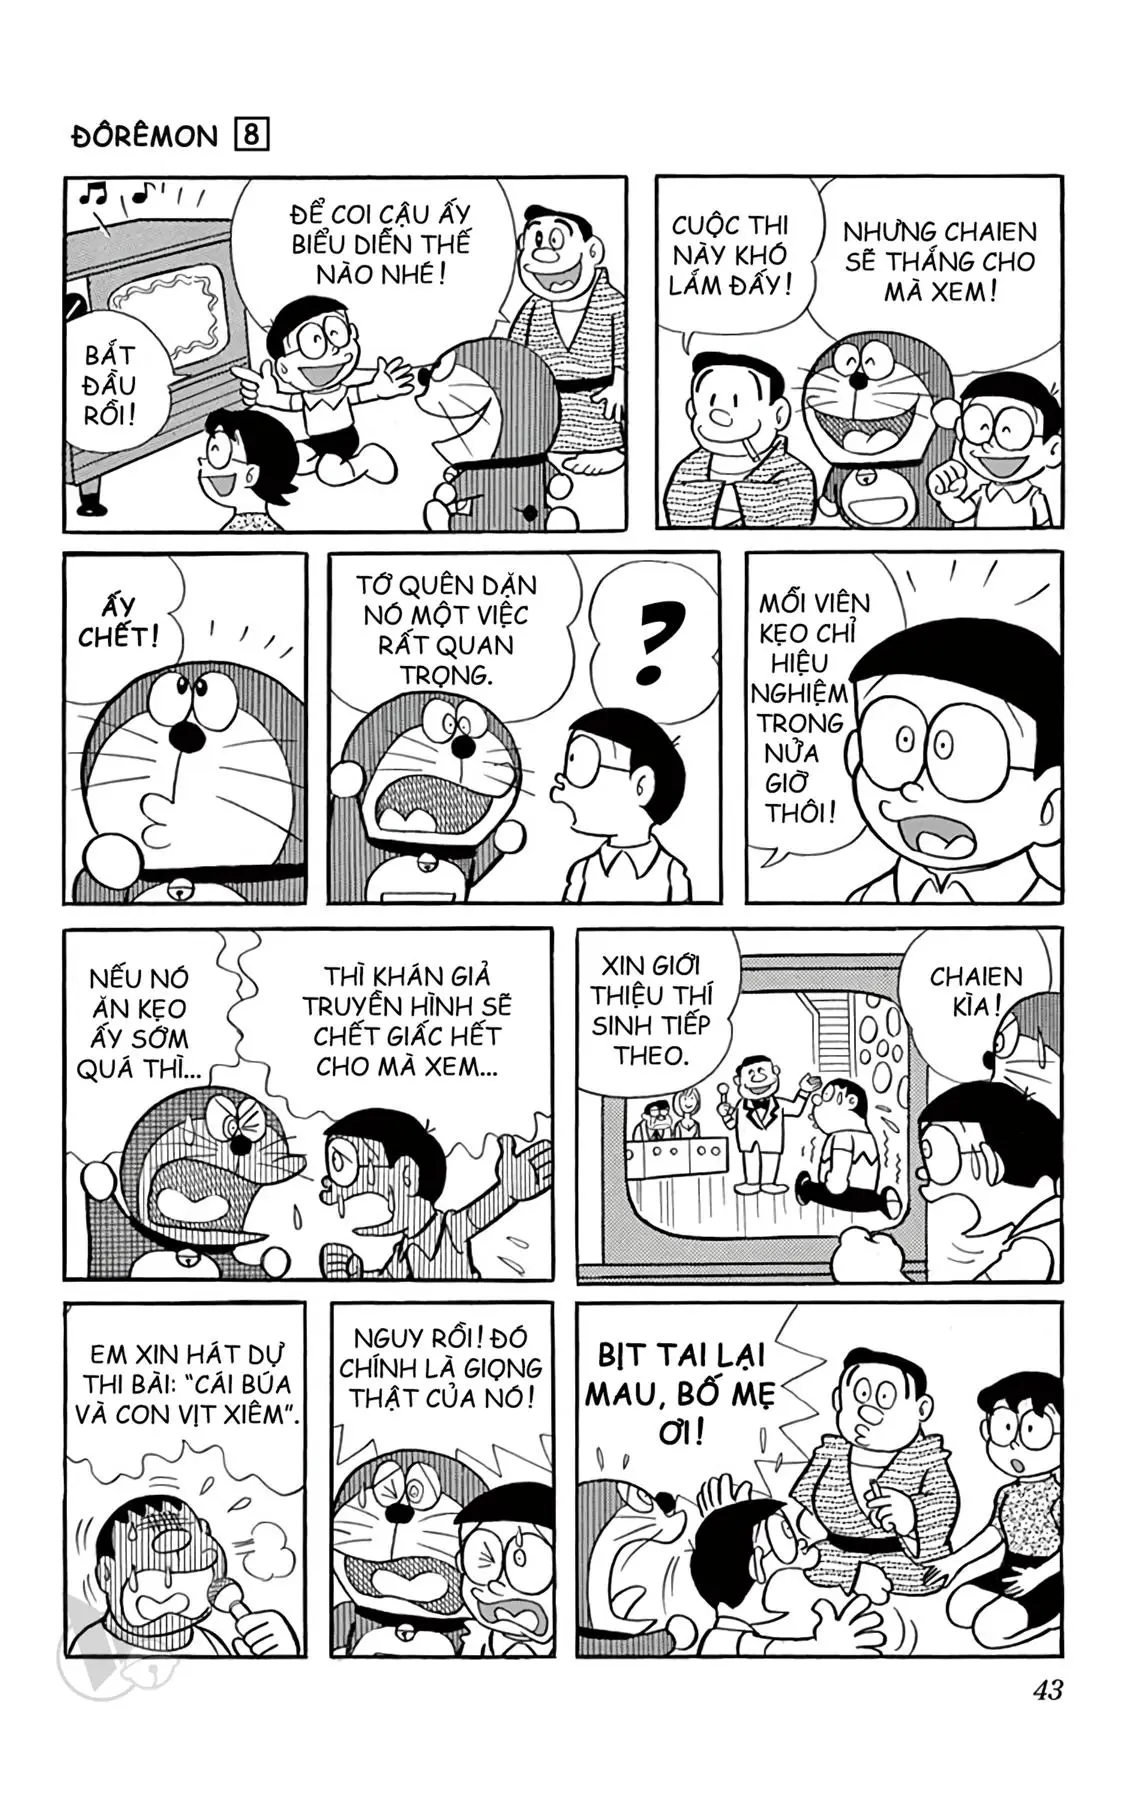 ĐÔRÊMON 8
ĐỂ COI CẬU ẤY
BIỂU DIỄN THẾ
NÀO NHÉ!
BẮT
ĐẦU
RỒI!
CUỘC THI
NÀY KHÓ
LẮM ĐẤY!
NHƯNG CHAIEN
SẼ THẮNG CHO
MÀ XEM!
ẤY
CHẾT!
TỚ QUÊN DẶN
NÓ MỘT VIỆC
RẤT QUAN
TRỌNG.
?
MỖI VIÊN
KẸO CHỈ
HIỆU
NGHIỆM
TRONG
NỬA
GIỜ
THÔI!
NẾU NÓ
ĂN KẸO
ẤY SỚM
QUÁ THÌ...
THÌ KHÁN GIẢ
TRUYỀN HÌNH SẼ
CHẾT GIẤC HẾT
CHO MÀ XEM...
XIN GIỚI
THIỆU THÍ
SINH TIẾP
THEO.
CHAIEN
KÌA!
EM XIN HÁT DỰ
THI BÀI: “CÁI BÚA
VÀ CON VỊT XIÊM”.
NGUY RỒI! ĐÓ
CHÍNH LÀ GIỌNG
THẬT CỦA NÓ!
BỊT TAI LẠI
MAU, BỐ MẸ
ƠI!
43